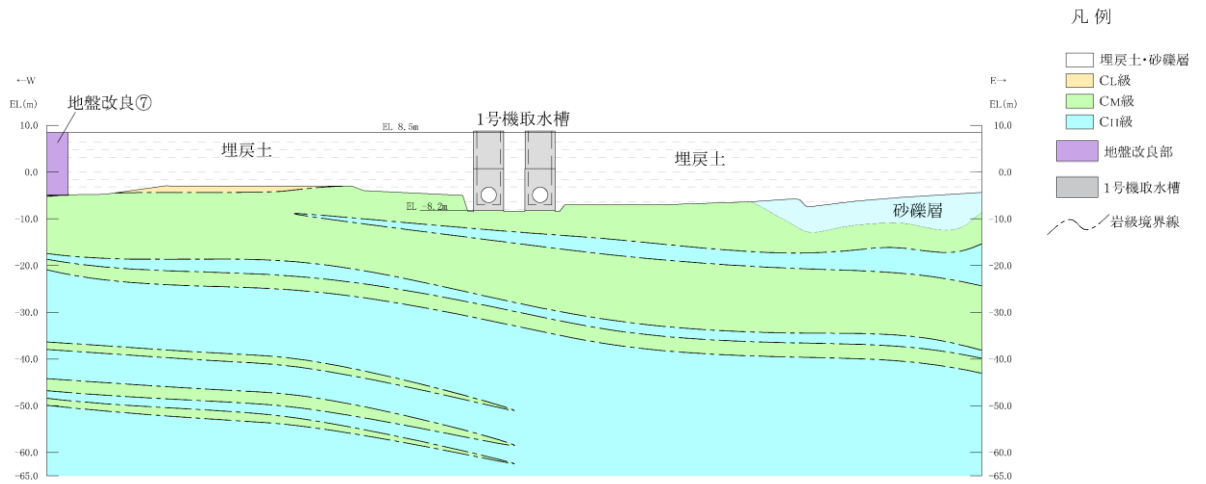 凡 例
埋戻土・砂礫層
CL級
CM級
CH級
地盤改良部
1号機取水槽
岩級境界線
←W
EL(m)
地盤改良⑦
1号機取水槽
EL 8.5m
埋戻土
埋戻土
EL -8.2m
砂礫層
10.0
0.0
-10.0
-20.0
-30.0
-40.0
-50.0
-60.0
-65.0
E→
EL(m)
10.0
0.0
-10.0
-20.0
-30.0
-40.0
-50.0
-60.0
-65.0